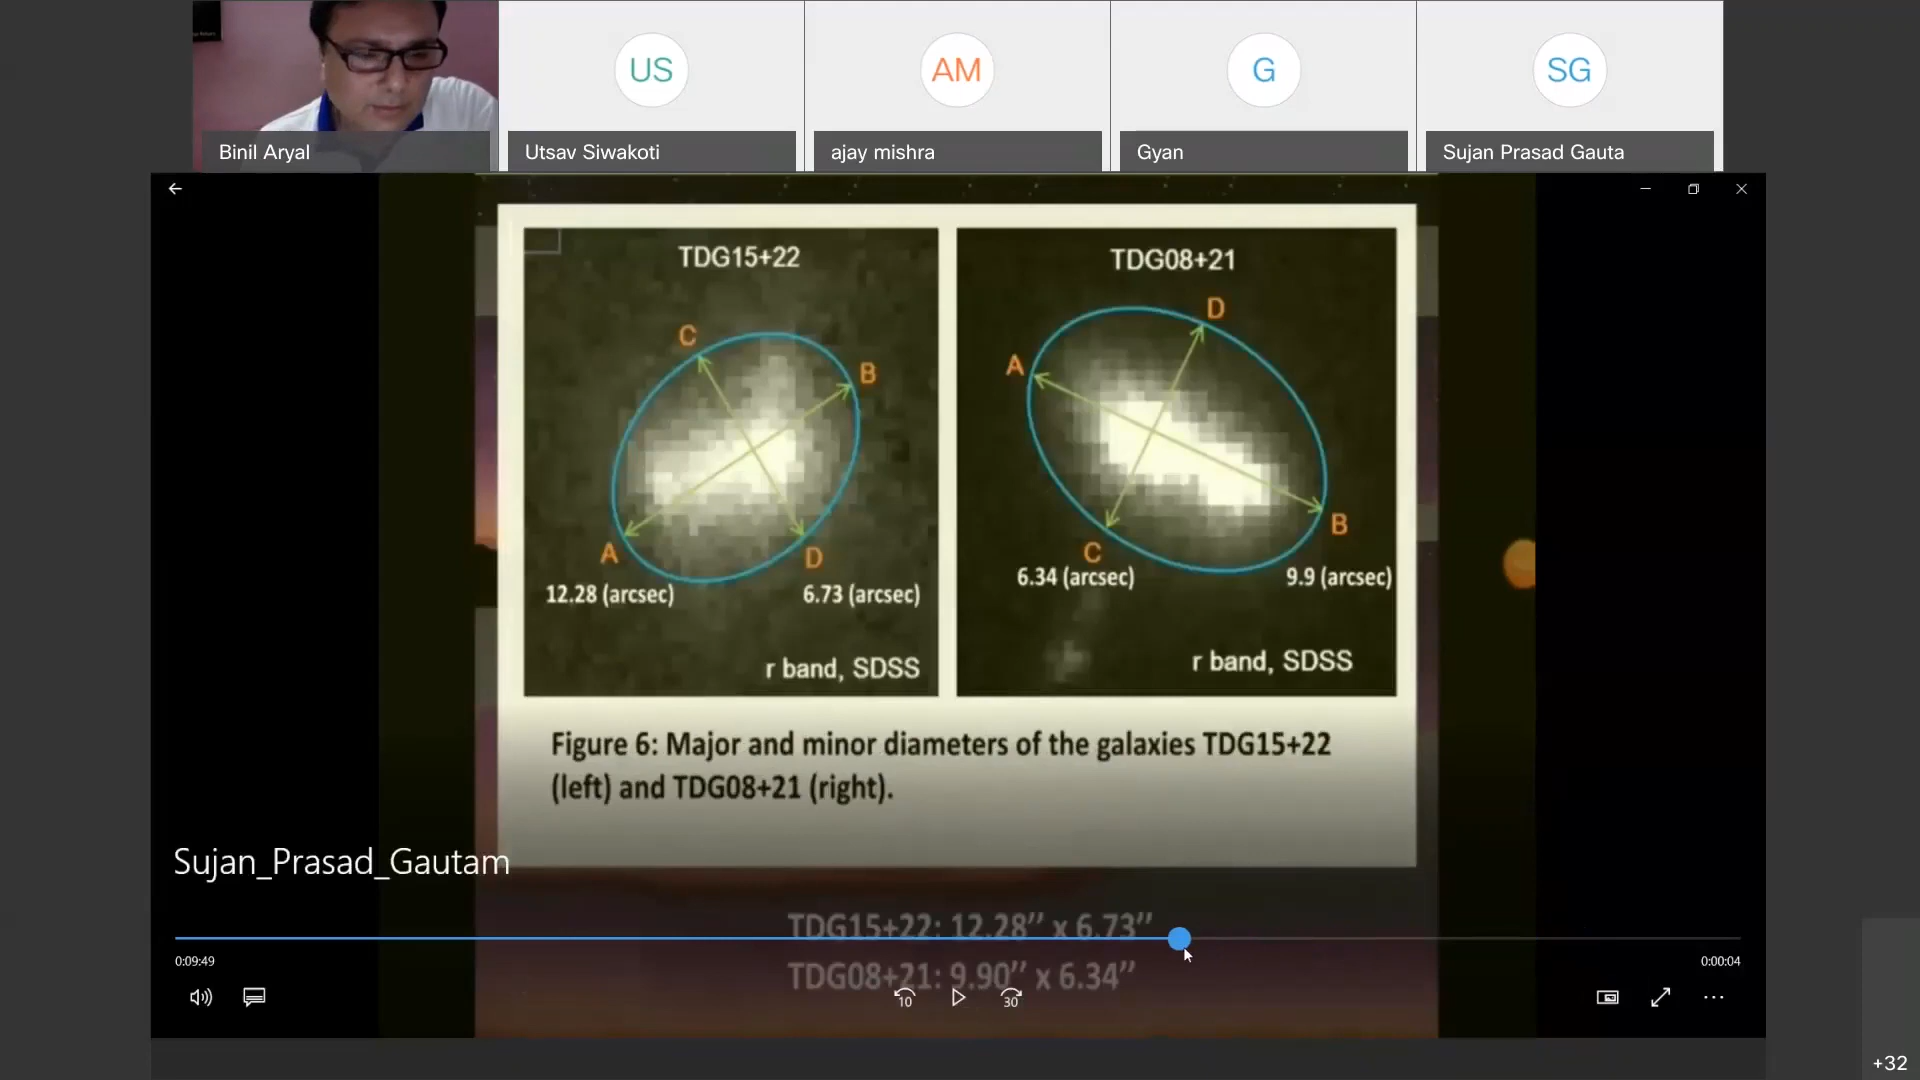 US
AM
G
SG
Binil Aryal
Utsav Siwakoti
ajay mishra
Gyan
Sujan Prasad Gauta
TDG15+22
C
B
A
D
12.28 (arcsec)
6.73 (arcsec)
r band, SDSS
TDG08+21
D
A
B
C
6.34 (arcsec)
9.9 (arcsec)
r band, SDSS
Figure 6: Major and minor diameters of the galaxies TDG15+22
(left) and TDG08+21 (right).
Sujan_Prasad_Gautam
TDG15+22: 12.28’’ x 6.73’’
0:09:49
0:00:04
TDG08+21: 9.90’’ x 6.34’’
10
30
+32